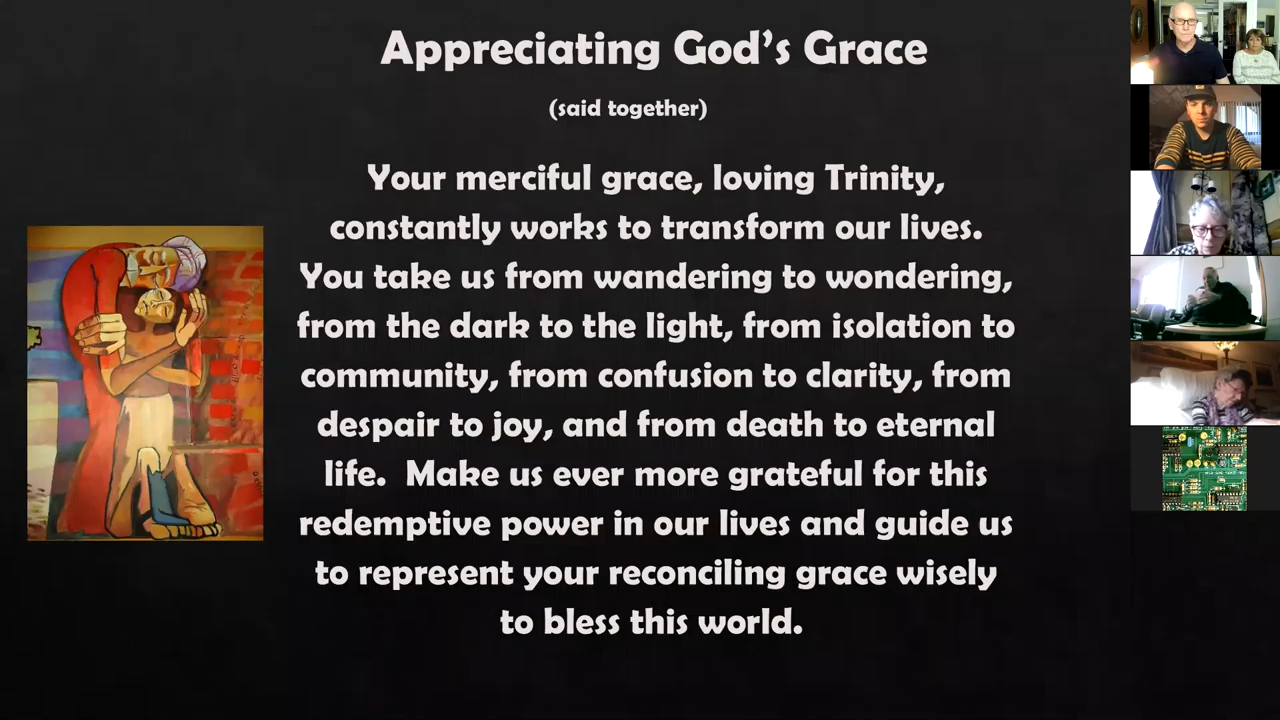 Appreciating God's Grace
(said together)
Your merciful grace, loving Trinity,
constantly works to transform our lives.
You take us from wandering to wondering,
from the dark to the light, from isolation to
community, from confusion to clarity, from
despair to joy, and from death to eternal
life.  Make us ever more grateful for this
redemptive power in our lives and guide us
to represent your reconciling grace wisely
to bless this world.